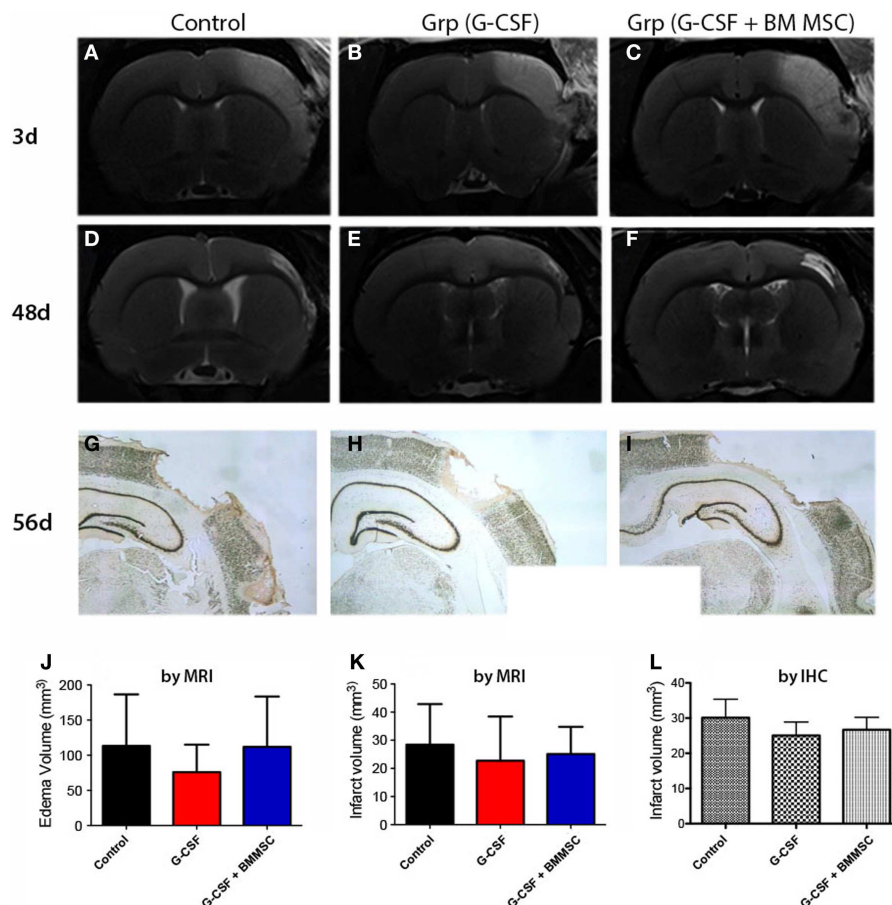 Control Grp (G-CSF) Grp (G-CSF + BM MSC)
A B C
3d
D E F
48d
G H I
56d
J by MRI
Edema Volume (mm³)
200
150
100
50
0
Control G-CSF G-CSF + BMMSC
K by MRI
Infarct volume (mm³)
50
40
30
20
10
0
Control G-CSF G-CSF + BMMSC
L by IHC
Infarct volume (mm³)
40
30
20
10
0
Control G-CSF G-CSF + BMMSC